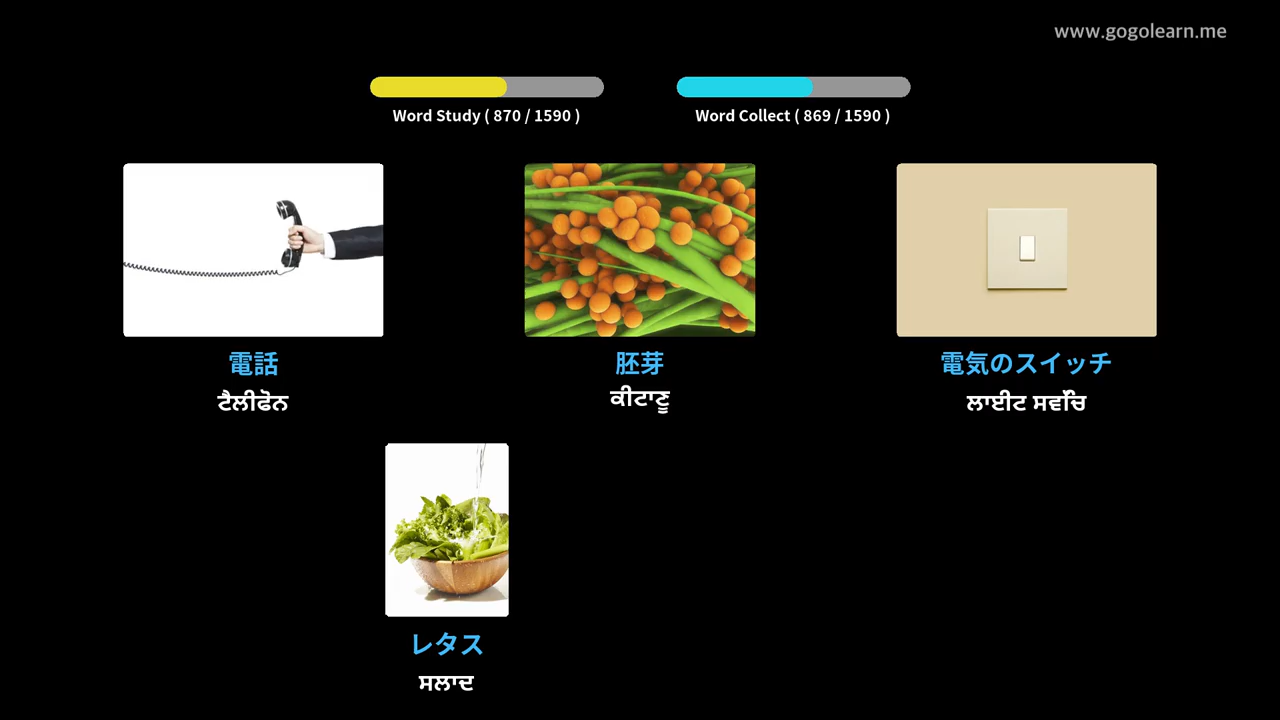 www.gogolearn.me
Word Study ( 870 / 1590 )
Word Collect ( 869 / 1590 )
電話
胚芽
電気のスイッチ
ਟੈਲੀਫੋਨ
ਕੀਟਾਣੂ
ਲਾਈਟ ਸਵੱਿਚ
レタス
ਸਲਾਦ